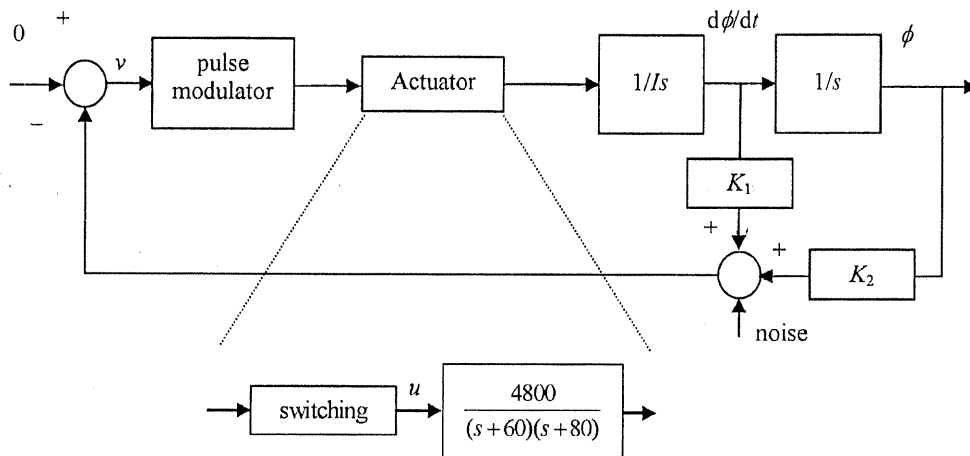 dϕ/dt
ϕ
0
+
−
v
pulse
modulator
Actuator
1/Is
1/s
K₁
+
+
K₂
noise
switching
u
4800
(s+60)(s+80)